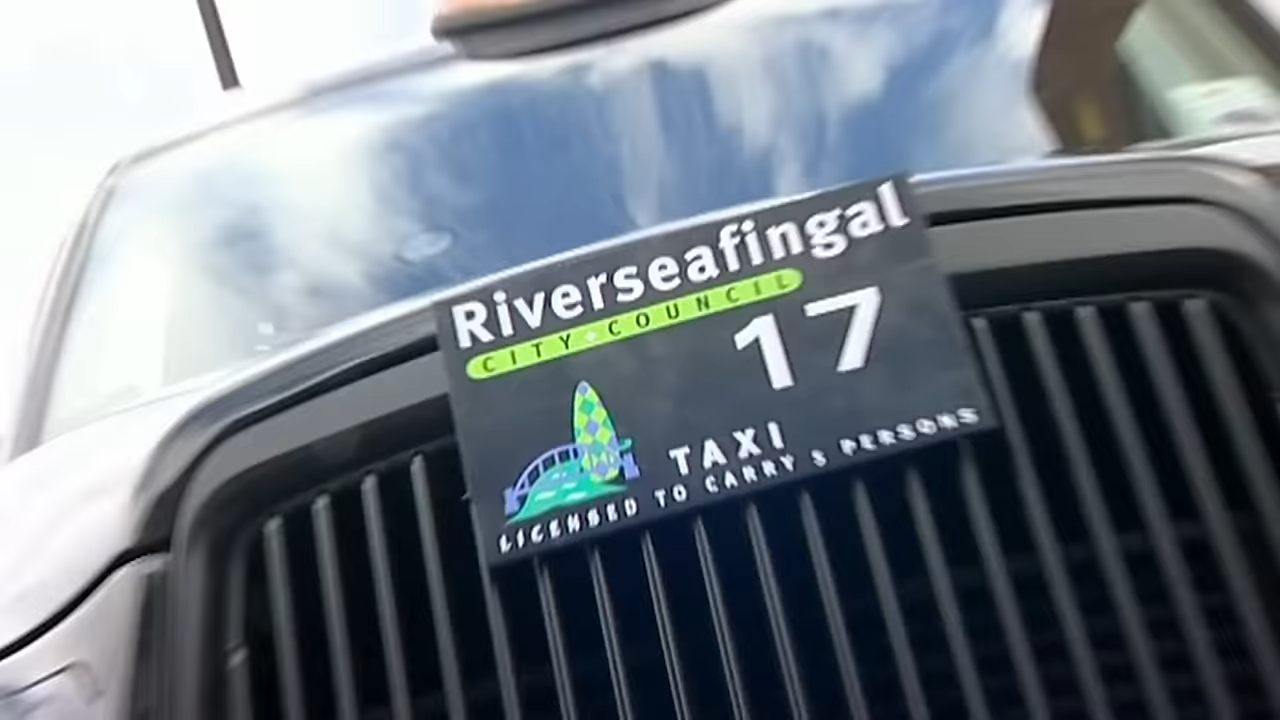 Riverseafingal
CITY COUNCIL
17
TAXI
LICENSED TO CARRY 5 PERSONS